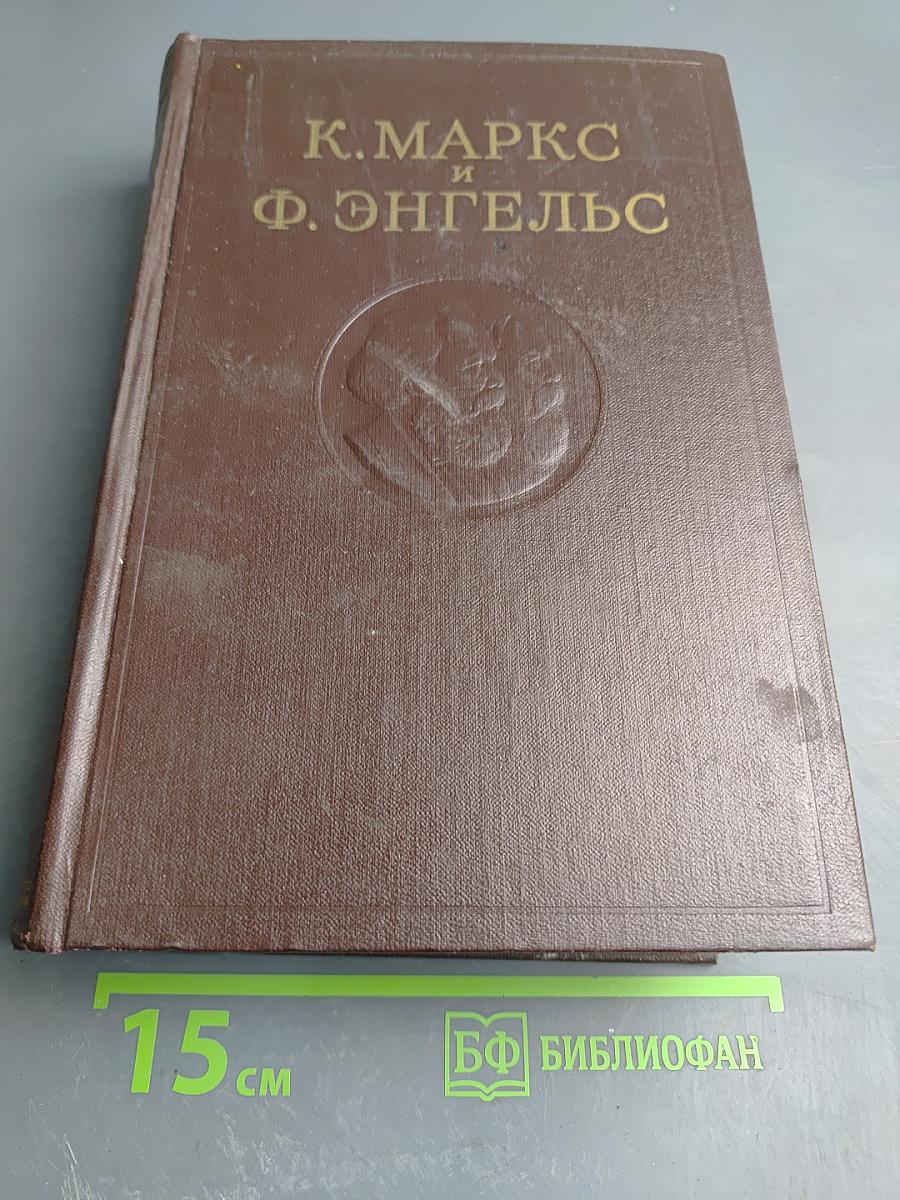 К. МАРКС
и
Ф. ЭНГЕЛЬС
15 см
БФ БИБЛИОФАН